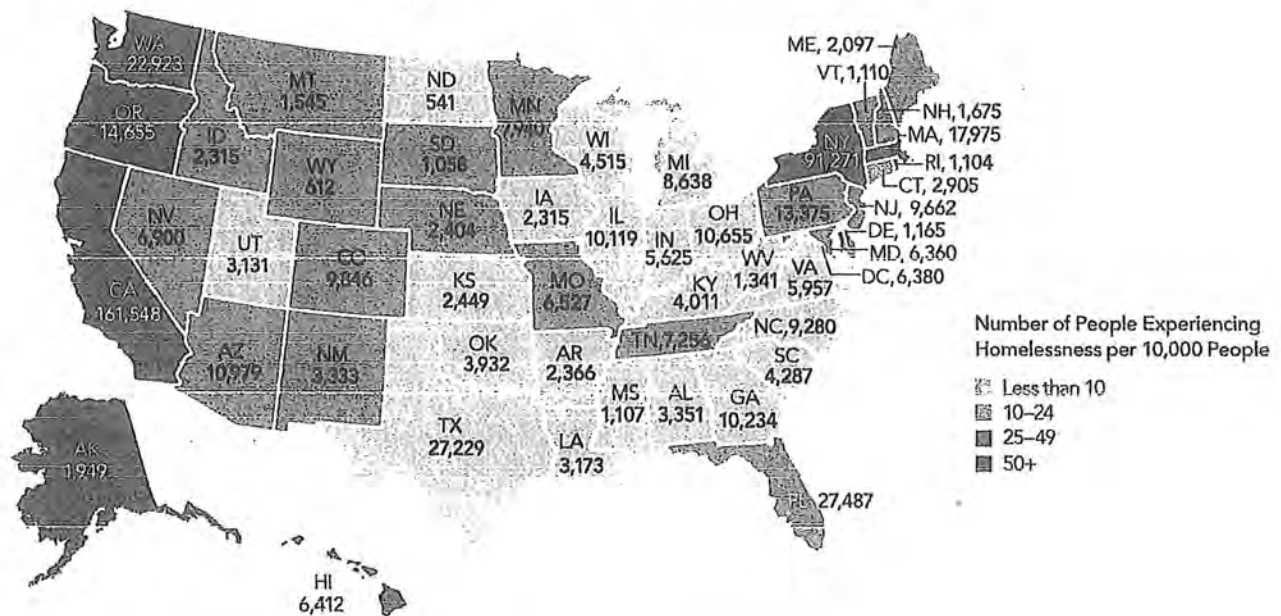 WA
22,923
OR
14,655
CA
161,548
ID
2,315
NV
6,900
MT
1,545
WY
612
UT
3,131
AZ
10,979
CO
9,846
NM
3,333
ND
541
SD
1,056
NE
2,404
KS
2,449
OK
3,932
TX
27,229
MN
7,940
IA
2,315
MO
6,527
AR
2,366
LA
3,173
WI
4,515
IL
10,119
MI
8,638
IN
5,625
OH
10,655
KY
4,011
WV
1,341
VA
5,957
TN, 7,256
NC, 9,280
SC
4,287
MS
1,107
AL
3,351
GA
10,234
FL 27,487
PA
13,375
NY
91,271
ME, 2,097
VT, 1,110
NH, 1,675
MA, 17,975
RI, 1,104
CT, 2,905
NJ, 9,662
DE, 1,165
MD, 6,360
DC, 6,380
AK
1,949
HI
6,412
Number of People Experiencing
Homelessness per 10,000 People
Less than 10
10–24
25–49
50+